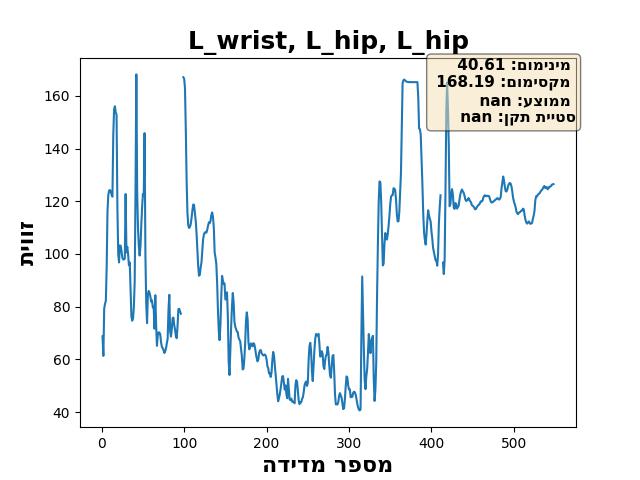 L_wrist, L_hip, L_hip
מינימום: 40.61
מקסימום: 168.19
ממוצע: nan
סטיית תקן: nan
זווית
160
140
120
100
80
60
40
0 100 200 300 400 500
מספר מדידה